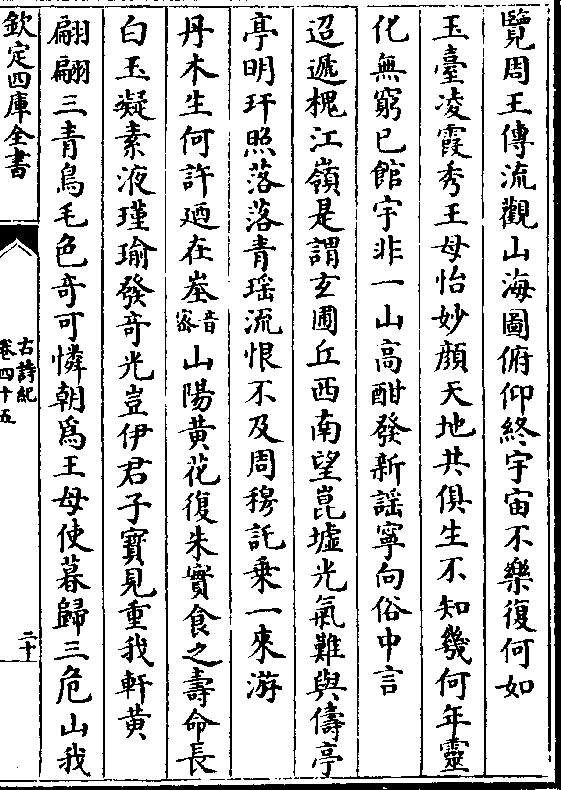 覽周王傳流觀山海圖俯仰終宇宙不樂復何如
玉臺凌霞秀王母怡妙顔天地共俱生不知幾何年靈
化無窮已館宇非一山高酣發新謡寧向俗中言
迢遞槐江嶺是謂玄圃丘西南望崑墟光氣難與儔亭
亭明玕照落落青瑶流恨不及周穆託乗一來游
丹木生何許廼在峚音宻山陽黄花復朱實食之壽命長
白玉凝素液瑾瑜發奇光豈伊君子寳見重我軒黄
翩翩三青鳥毛色奇可憐朝爲王母使暮歸三危山我
欽定四庫全書
古詩紀
卷四十五
二十